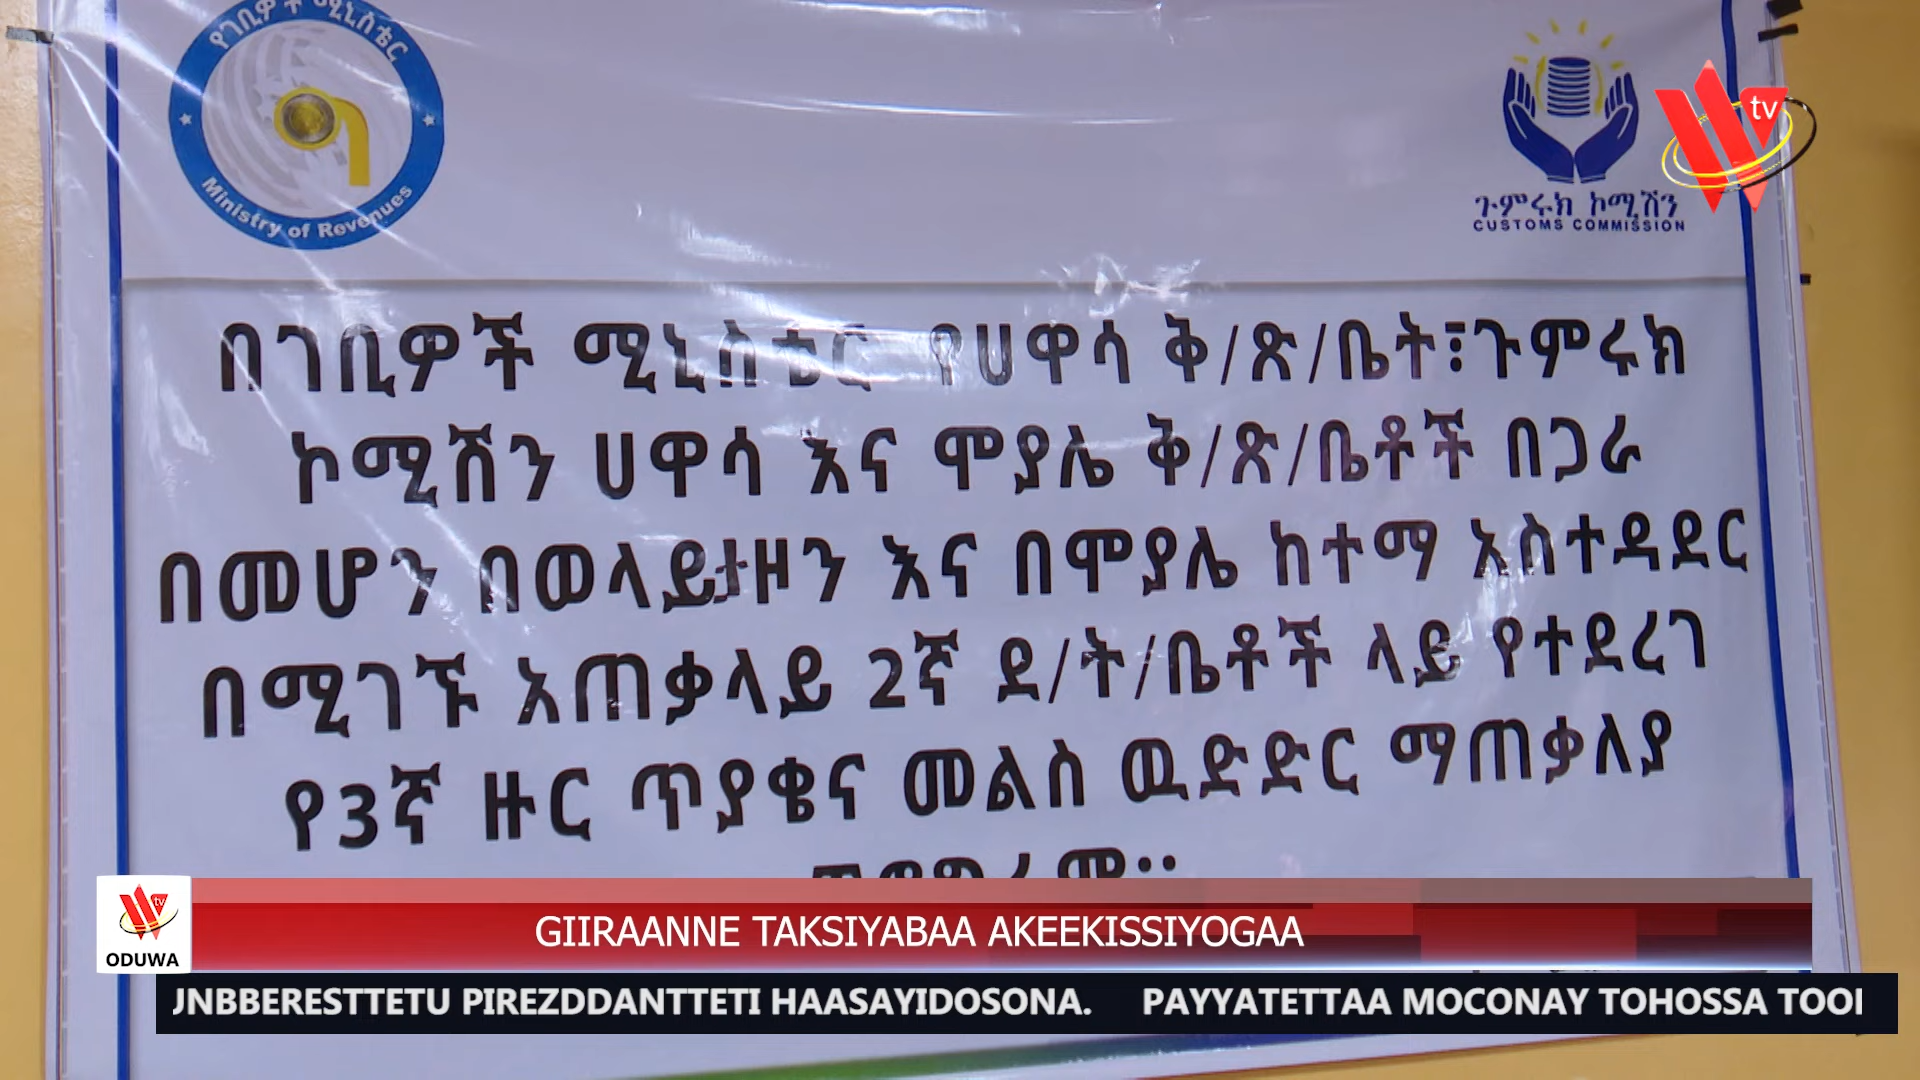 የገቢዎች ሚኒስቴር
Ministry of Revenues
tv
ጉምሩክ ኮሚሽን
CUSTOMS COMMISSION
በገቢዎች ሚኒስቴር የሀዋሳ ቅ/ጽ/ቤት፣ጉምሩክ
ኮሚሽን ሀዋሳ እና ሞያሌ ቅ/ጽ/ቤቶች በጋራ
በመሆን በወላይታዞን እና በሞያሌ ከተማ አስተዳደር
በሚገኙ አጠቃላይ 2ኛ ደ/ት/ቤቶች ላይ የተደረገ
የ3ኛ ዙር ጥያቄና መልስ ዉድድር ማጠቃለያ
tv
ODUWA
GIIRAANNE TAKSIYABAA AKEEKISSIYOGAA
JNBBERESTTETU PIREZDDANTTETI HAASAYIDOSONA. PAYYATETTAA MOCONAY TOHOSSA